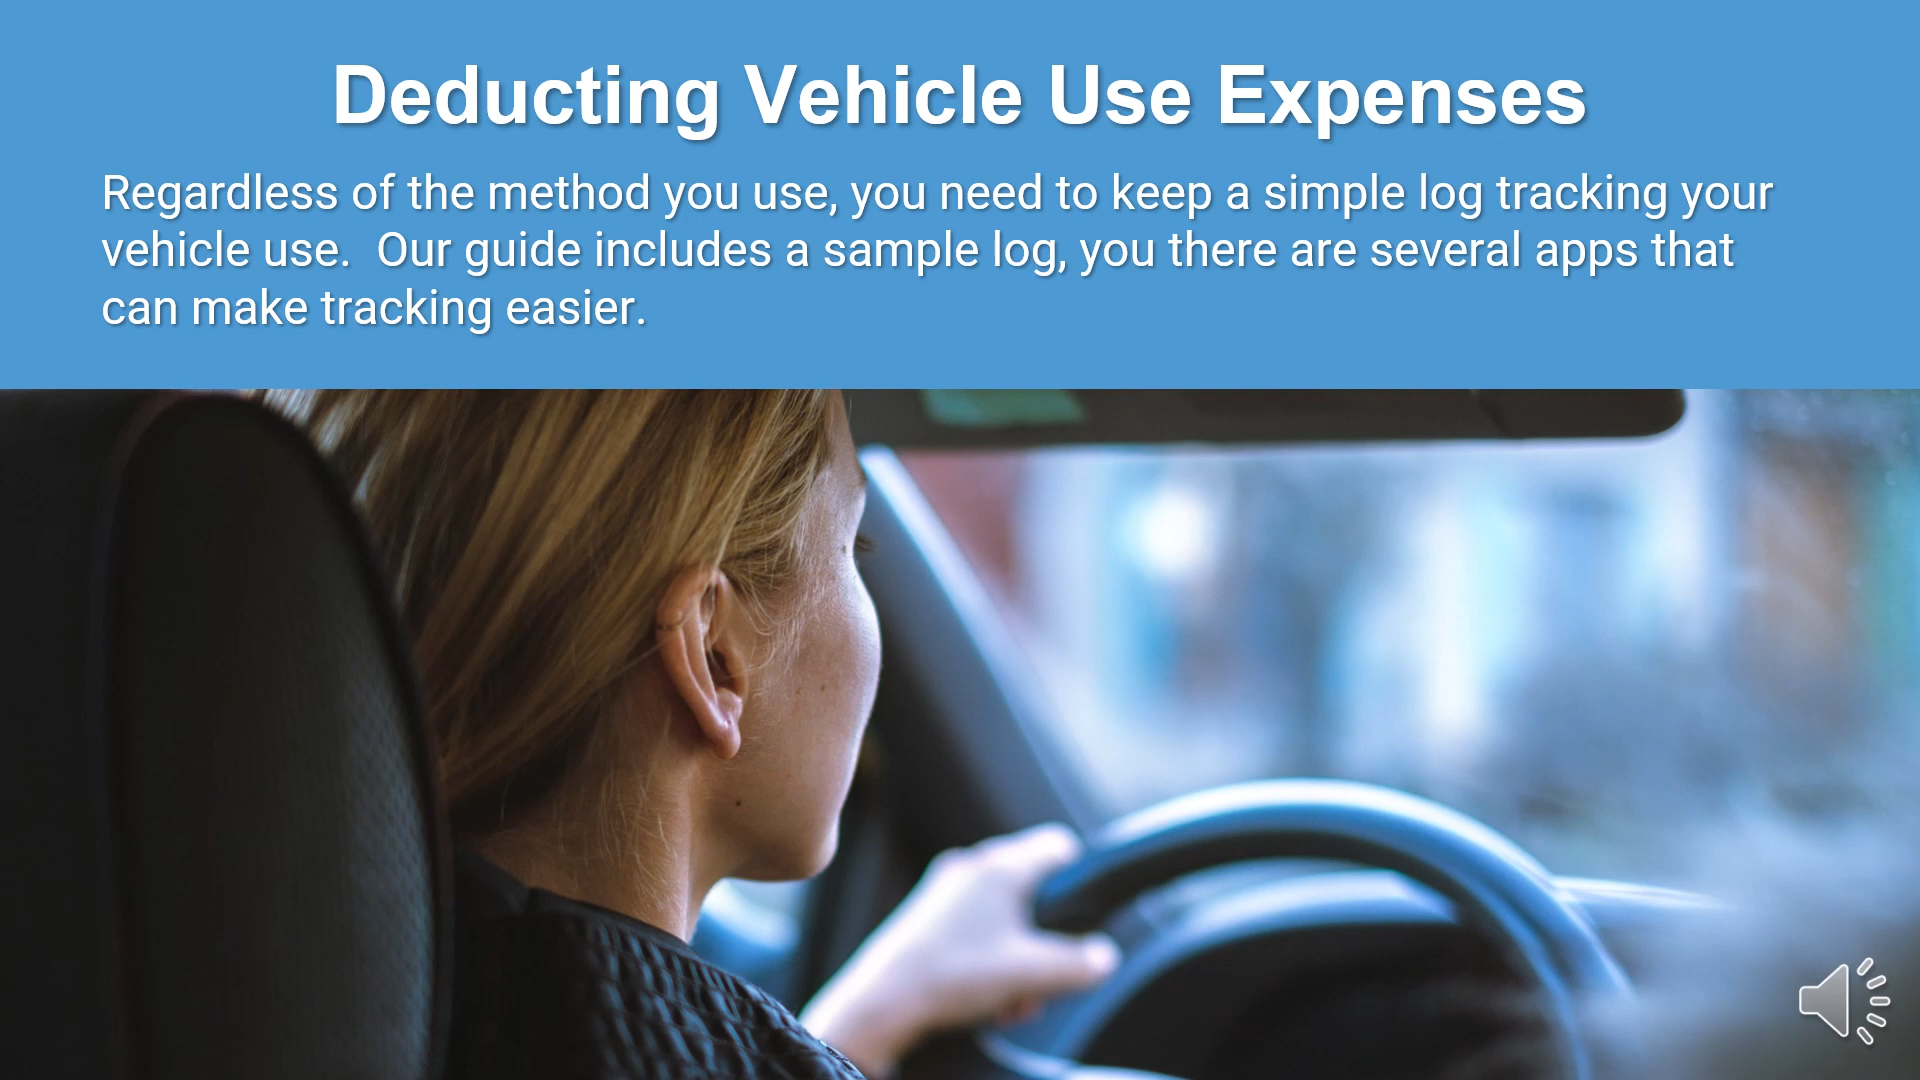 Deducting Vehicle Use Expenses
Regardless of the method you use, you need to keep a simple log tracking your
vehicle use.  Our guide includes a sample log, you there are several apps that
can make tracking easier.